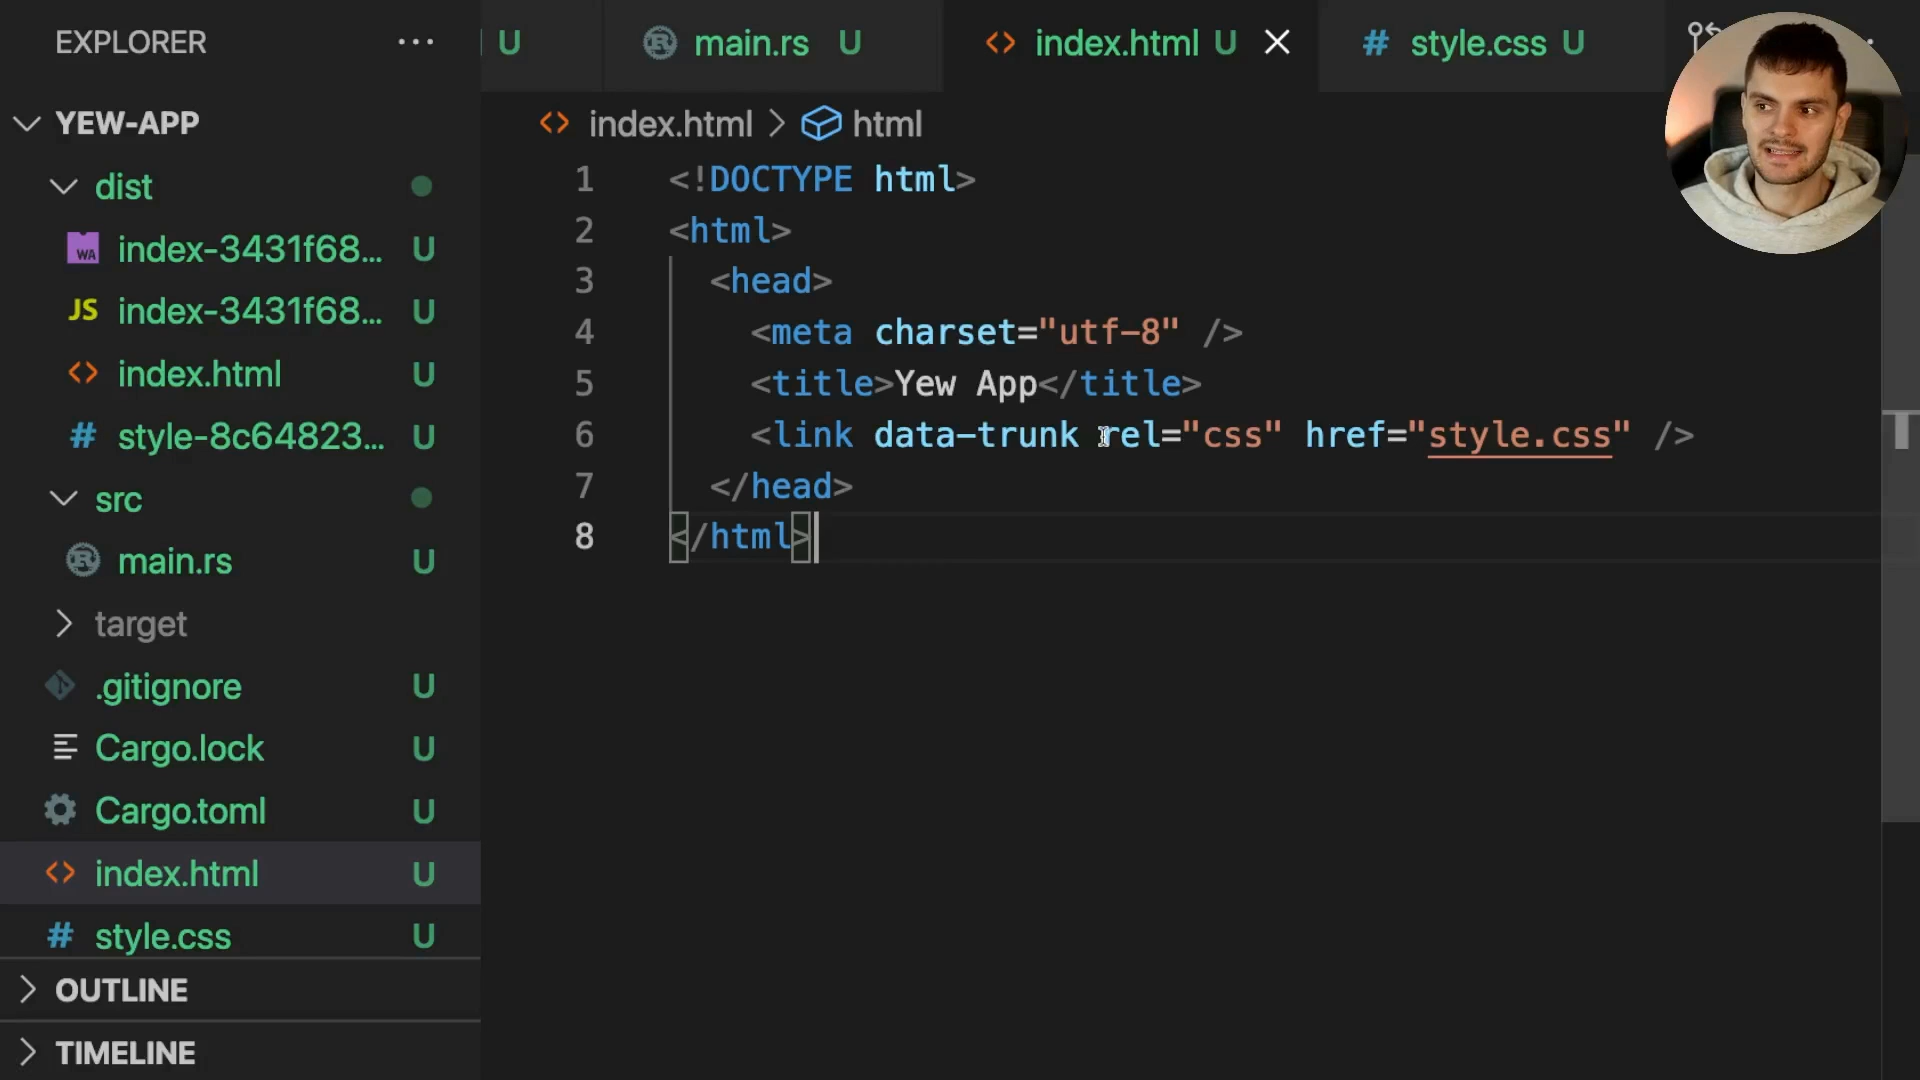 EXPLORER
YEW-APP
dist
index-3431f68... U
JS index-3431f68... U
index.html U
# style-8c64823... U
src
main.rs U
target
.gitignore U
Cargo.lock U
Cargo.toml U
index.html U
# style.css U
OUTLINE
TIMELINE
U
main.rs U
index.html U
# style.css U
index.html > html
1 <!DOCTYPE html>
2 <html>
3 <head>
4 <meta charset="utf-8" />
5 <title>Yew App</title>
6 <link data-trunk rel="css" href="style.css" />
7 </head>
8 </html>
WA